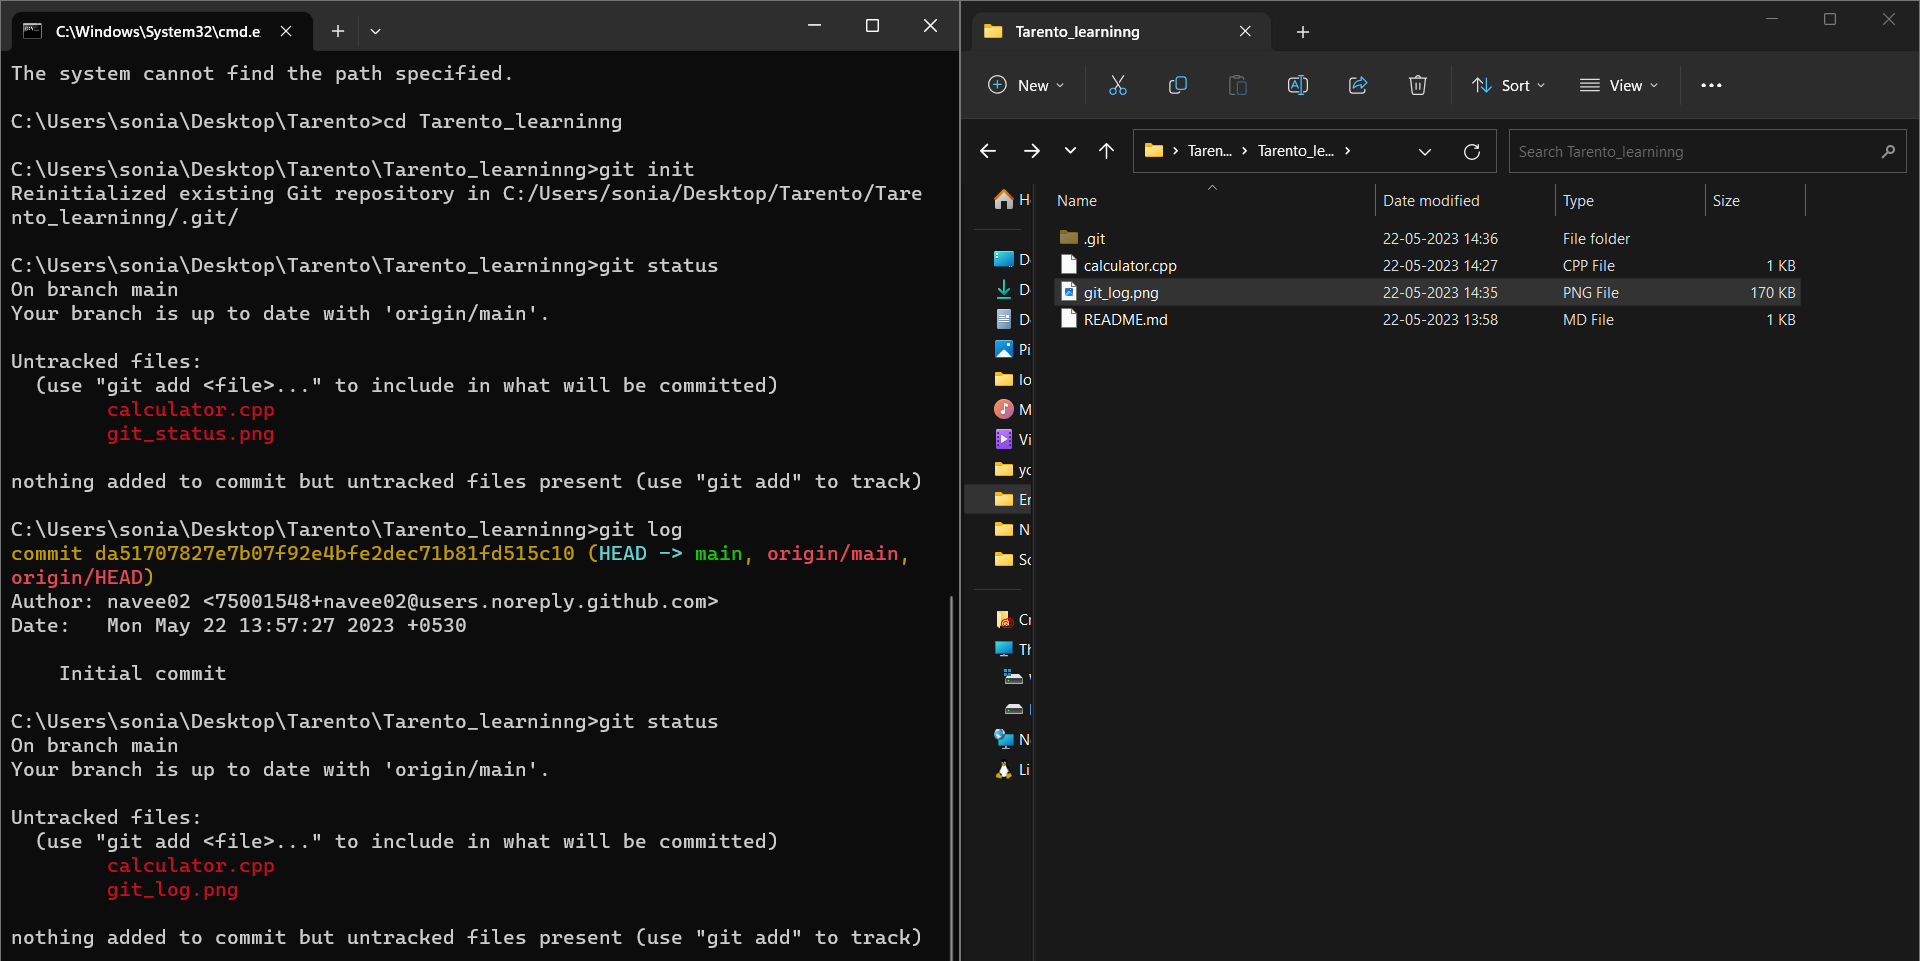 C:\Windows\System32\cmd.e
The system cannot find the path specified.
C:\Users\sonia\Desktop\Tarento>cd Tarento_learninng
C:\Users\sonia\Desktop\Tarento\Tarento_learninng>git init
Reinitialized existing Git repository in C:/Users/sonia/Desktop/Tarento/Tare
nto_learninng/.git/
C:\Users\sonia\Desktop\Tarento\Tarento_learninng>git status
On branch main
Your branch is up to date with 'origin/main'.
Untracked files:
(use "git add <file>..." to include in what will be committed)
calculator.cpp
git_status.png
nothing added to commit but untracked files present (use "git add" to track)
C:\Users\sonia\Desktop\Tarento\Tarento_learninng>git log
commit da51707827e7b07f92e4bfe2dec71b81fd515c10 (HEAD -> main, origin/main,
origin/HEAD)
Author: navee02 <75001548+navee02@users.noreply.github.com>
Date:   Mon May 22 13:57:27 2023 +0530
Initial commit
C:\Users\sonia\Desktop\Tarento\Tarento_learninng>git status
On branch main
Your branch is up to date with 'origin/main'.
Untracked files:
(use "git add <file>..." to include in what will be committed)
calculator.cpp
git_log.png
nothing added to commit but untracked files present (use "git add" to track)
Tarento_learninng
New
Sort
View
Taren... > Tarento_le... >
Search Tarento_learninng
Name Date modified Type Size
.git 22-05-2023 14:36 File folder
calculator.cpp 22-05-2023 14:27 CPP File 1 KB
git_log.png 22-05-2023 14:35 PNG File 170 KB
README.md 22-05-2023 13:58 MD File 1 KB